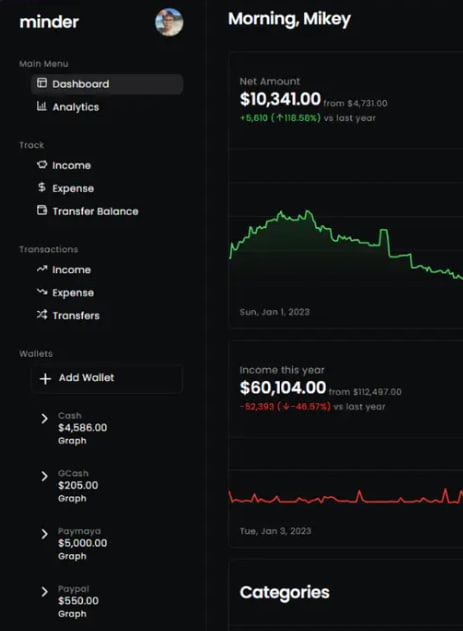 minder
Main Menu
Dashboard
Analytics
Track
Income
Expense
Transfer Balance
Transactions
Income
Expense
Transfers
Wallets
Add Wallet
Cash
$4,586.00
Graph
GCash
$205.00
Graph
Paymaya
$5,000.00
Graph
Paypal
$550.00
Graph
Morning, Mikey
Net Amount
$10,341.00 from $4,731.00
+5,610 (↑118.58%) vs last year
Sun, Jan 1, 2023
Income this year
$60,104.00 from $112,497.00
-52,393 (↓-46.57%) vs last year
Tue, Jan 3, 2023
Categories